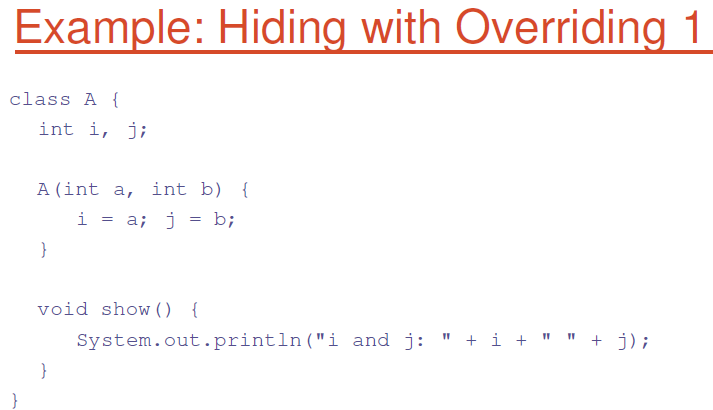 Example: Hiding with Overriding 1
class A {
int i, j;
A(int a, int b) {
i = a; j = b;
}
void show() {
System.out.println("i and j: " + i + " " + j);
}
}